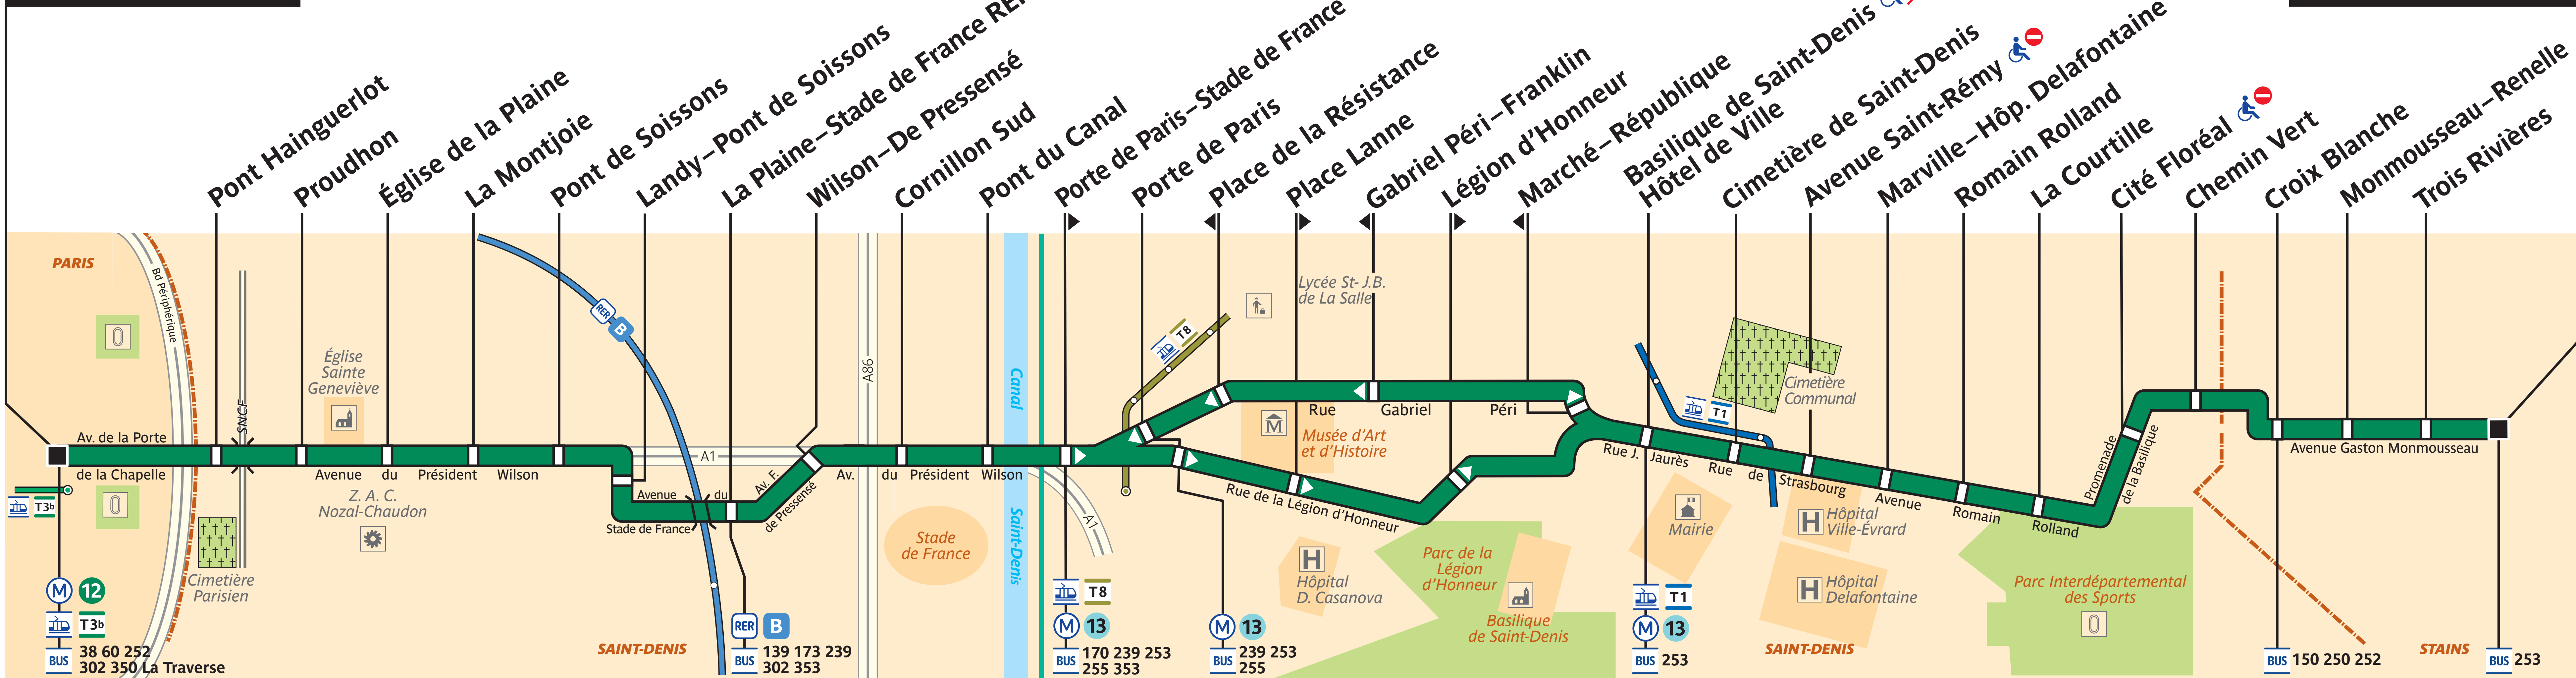 Pont Hainguerlot
Proudhon
Église de la Plaine
La Montjoie
Pont de Soissons
Landy–Pont de Soissons
La Plaine–Stade de France
Wilson–De Pressensé
Cornillon Sud
Pont du Canal
Porte de Paris–Stade de France
Porte de Paris
Place de la Résistance
Place Lanne
Gabriel Péri–Franklin
Légion d’Honneur
Marché–République
Basilique de Saint-Denis
Hôtel de Ville
Cimetière de Saint-Denis
Avenue Saint-Rémy
Marville–Hôp. Delafontaine
Romain Rolland
La Courtille
Cité Floréal
Chemin Vert
Croix Blanche
Monmousseau–Renelle
Trois Rivières
PARIS
Bd Périphérique
SNCF
Église
Sainte
Geneviève
RER B
A86
Canal
Saint-Denis
T8
Lycée St- J.B.
de La Salle
T1
Cimetière
Communal
Av. de la Porte
de la Chapelle
Avenue du Président Wilson
A1
Avenue du
Stade de France
Av. F.
de Pressensé
Av. du Président Wilson
Rue Gabriel Péri
Musée d’Art
et d’Histoire
Rue de la Légion d’Honneur
Rue J. Jaurès
Rue de Strasbourg
Avenue Romain Rolland
Promenade
de la Basilique
Avenue Gaston Monmousseau
T3b
Z. A. C.
Nozal-Chaudon
Cimetière
Parisien
Stade
de France
A1
H
Hôpital
D. Casanova
Parc de la
Légion
d’Honneur
Basilique
de Saint-Denis
Mairie
H
Hôpital
Ville-Évrard
H
Hôpital
Delafontaine
Parc Interdépartemental
des Sports
M 12
T3b
BUS 38 60 252
302 350 La Traverse
SAINT-DENIS
RER B
BUS 139 173 239
302 353
T8
M 13
BUS 170 239 253
255 353
M 13
BUS 239 253
255
T1
M 13
BUS 253
SAINT-DENIS
BUS 150 250 252
STAINS
BUS 253